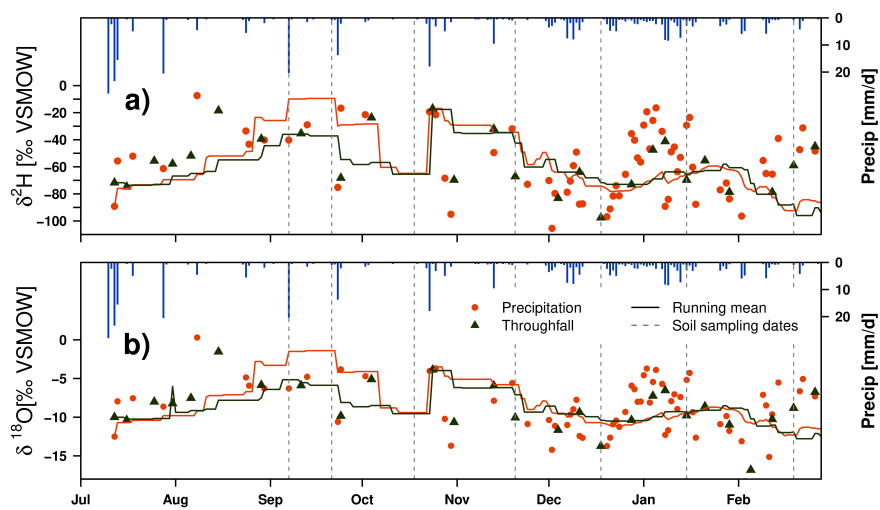 0
10
20
Precip [mm/d]
a)
0
−20
−40
−60
−80
−100
δ²H [‰ VSMOW]
0
10
20
Precip [mm/d]
Precipitation
Throughfall
Running mean
Soil sampling dates
b)
0
−5
−10
−15
δ ¹⁸O[‰ VSMOW]
Jul Aug Sep Oct Nov Dec Jan Feb